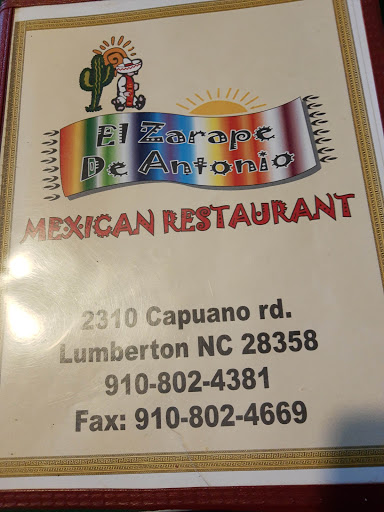 El Zarape
De Antonio
MEXICAN RESTAURANT
2310 Capuano rd.
Lumberton NC 28358
910-802-4381
Fax: 910-802-4669